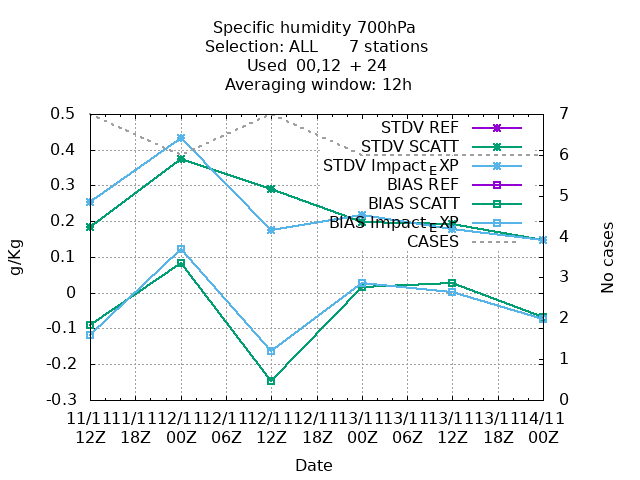 Specific humidity 700hPa
Selection: ALL 7 stations
Used 00,12 + 24
Averaging window: 12h
0.5 7
STDV REF
0.4 STDV SCATT
6
STDV Impact_EXP
0.3 BIAS REF 5
BIAS SCATT
0.2 BIAS Impact_EXP
CASES 4
0.1
3
0
-0.1 2
-0.2 1
-0.3 0
g/Kg
No cases
11/11 11/11 12/11 12/11 12/11 12/11 13/11 13/11 13/11 13/11 14/11
12Z 18Z 00Z 06Z 12Z 18Z 00Z 06Z 12Z 18Z 00Z
Date